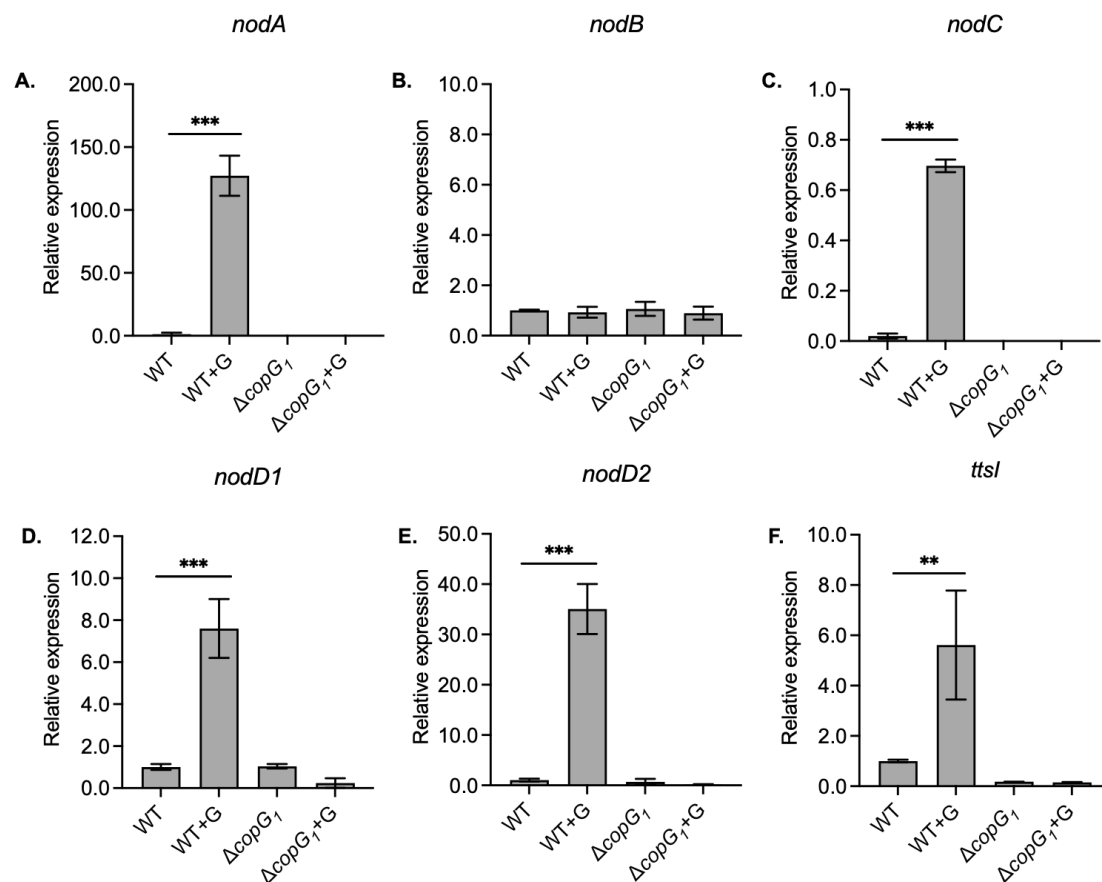 nodA
A.
200.0
150.0
100.0
50.0
0.0
Relative expression
***
WT
WT+G
ΔcopG₁
ΔcopG₁+G
nodB
B.
10.0
8.0
6.0
4.0
2.0
0.0
Relative expression
WT
WT+G
ΔcopG₁
ΔcopG₁+G
nodC
C.
1.0
0.8
0.6
0.4
0.2
0.0
Relative expression
***
WT
WT+G
ΔcopG₁
ΔcopG₁+G
nodD1
D.
12.0
10.0
8.0
6.0
4.0
2.0
0.0
Relative expression
***
WT
WT+G
ΔcopG₁
ΔcopG₁+G
nodD2
E.
50.0
40.0
30.0
20.0
10.0
0.0
Relative expression
***
WT
WT+G
ΔcopG₁
ΔcopG₁+G
ttsI
F.
10.0
8.0
6.0
4.0
2.0
0.0
Relative expression
**
WT
WT+G
ΔcopG₁
ΔcopG₁+G